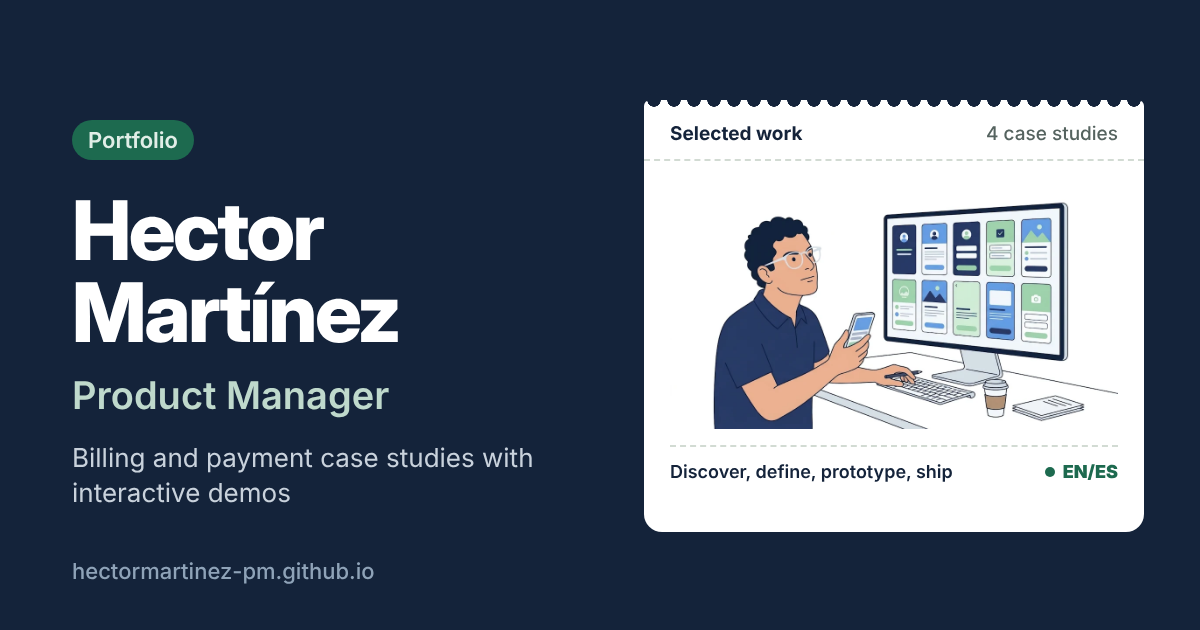 Portfolio
Hector
Martínez
Product Manager
Billing and payment case studies with
interactive demos
hectormartinez-pm.github.io
Selected work
4 case studies
Discover, define, prototype, ship
EN/ES